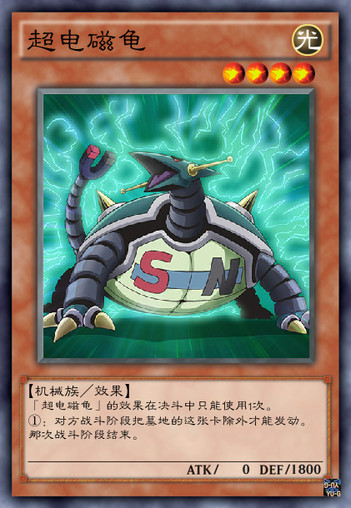 超电磁龟
光
S N
【机械族／效果】
「超电磁龟」的效果在决斗中只能使用1次。
①：对方战斗阶段把墓地的这张卡除外才能发动。
那次战斗阶段结束。
ATK/ 0 DEF/1800
YU-G